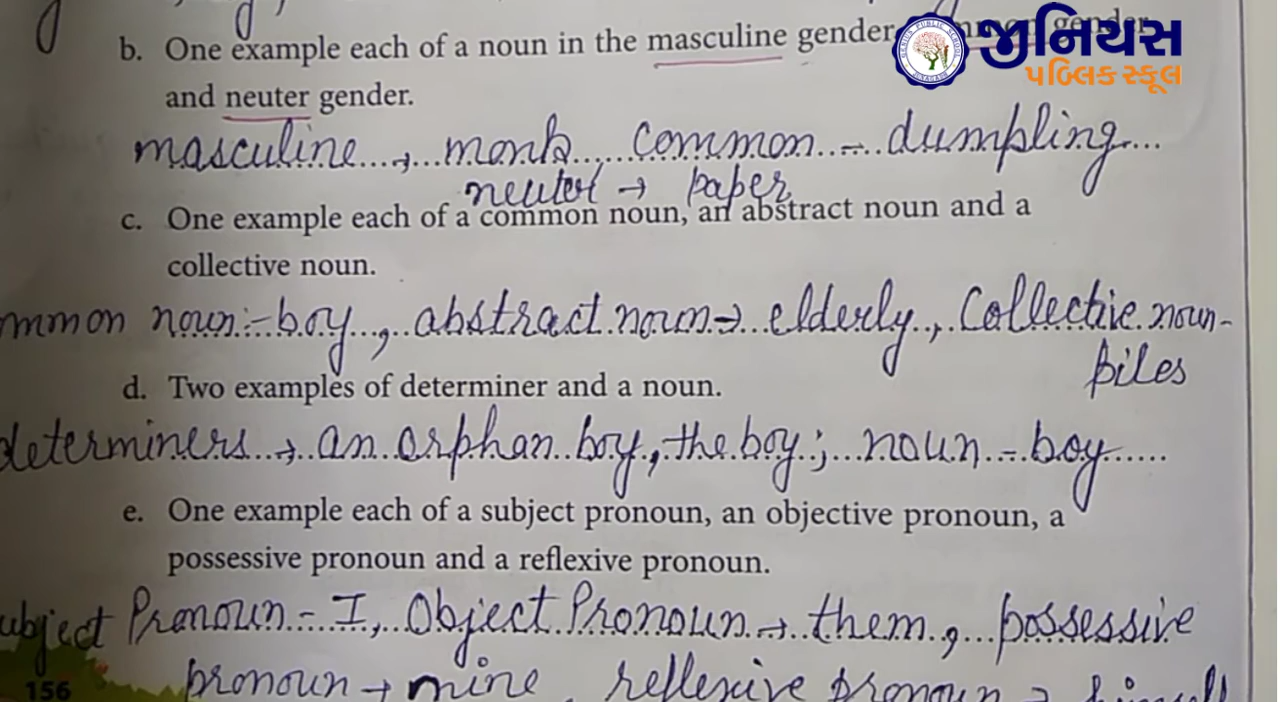 b. One example each of a noun in the masculine gender, gender
and neuter gender.
જીનિયસ
પબ્લિક સ્કૂલ
masculine → monk common - dumpling
neuter → paper
c. One example each of a common noun, an abstract noun and a
collective noun.
mmon noun:- boy, abstract noun → elderly, Collective noun-
piles
d. Two examples of determiner and a noun.
determiners → an orphan boy, the boy; noun - boy
e. One example each of a subject pronoun, an objective pronoun, a
possessive pronoun and a reflexive pronoun.
ubject Pronoun - I, Object Pronoun → them, possessive
pronoun → mine, reflexive pronoun → himself
156